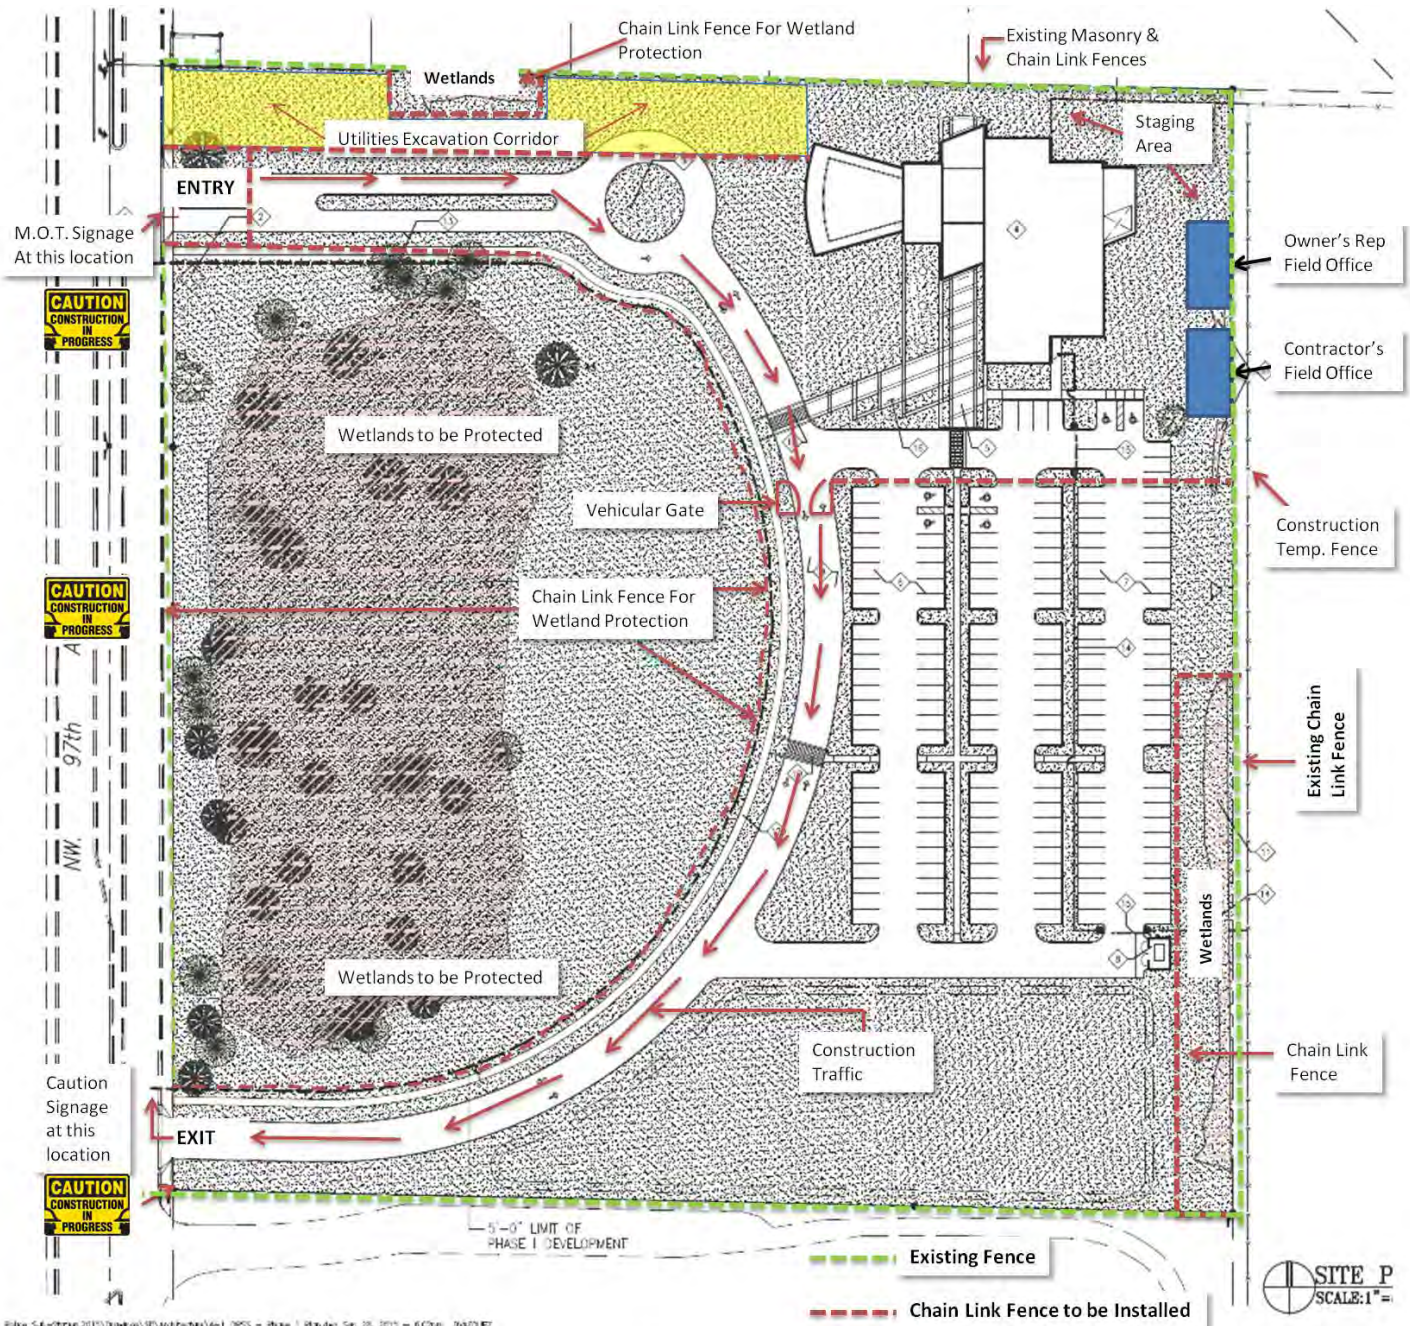 Chain Link Fence For Wetland
Protection
Existing Masonry &
Chain Link Fences
Wetlands
Utilities Excavation Corridor
Staging
Area
ENTRY
M.O.T. Signage
At this location
Owner's Rep
Field Office
CAUTION
CONSTRUCTION
IN
PROGRESS
Contractor's
Field Office
Wetlands to be Protected
Vehicular Gate
Construction
Temp. Fence
CAUTION
CONSTRUCTION
IN
PROGRESS
Chain Link Fence For
Wetland Protection
NW. 97th A
Existing Chain
Link Fence
Wetlands
Wetlands to be Protected
Construction
Traffic
Chain Link
Fence
Caution
Signage
at this
location
EXIT
CAUTION
CONSTRUCTION
IN
PROGRESS
5'-0" LIMIT OF
PHASE I DEVELOPMENT
Existing Fence
Chain Link Fence to be Installed
SITE P
SCALE:1"=